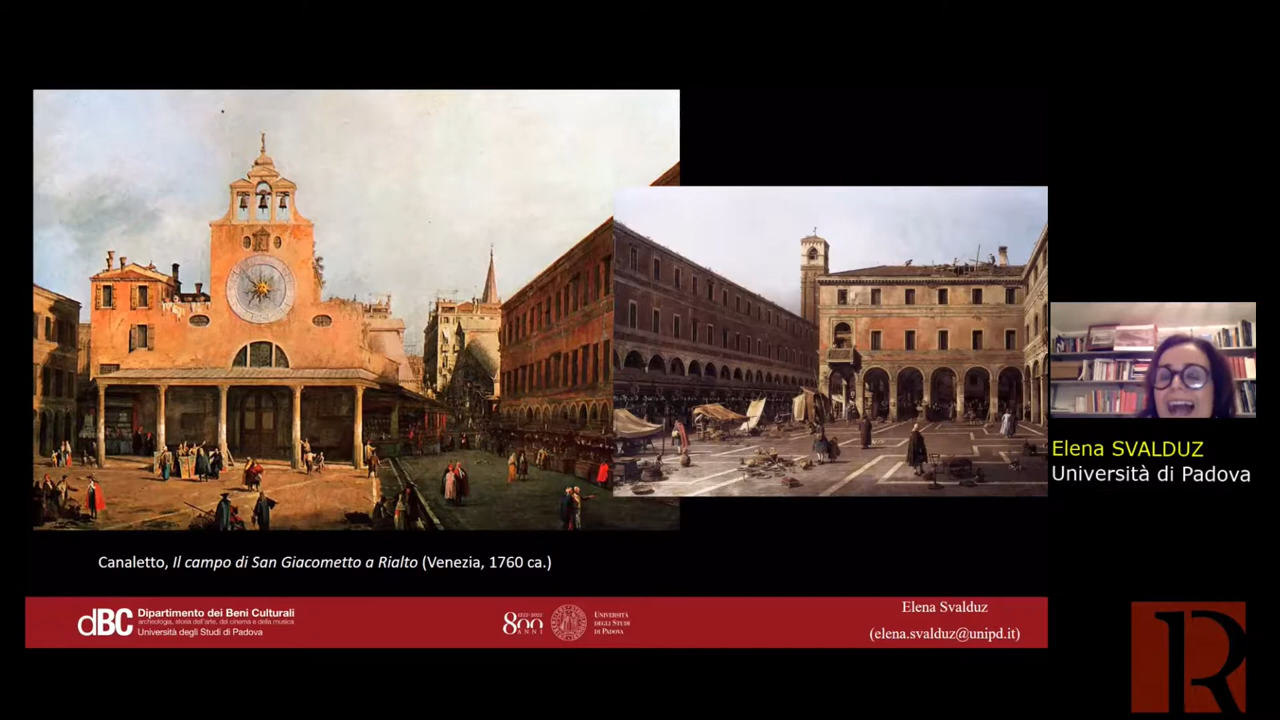 Elena SVALDUZ
Università di Padova
Canaletto, Il campo di San Giacometto a Rialto (Venezia, 1760 ca.)
dBC
Dipartimento dei Beni Culturali
archeologia, storia dell'arte, del cinema e della musica
Università degli Studi di Padova
1222-2022
800
ANNI
UNIVERSITÀ
DEGLI STUDI
DI PADOVA
Elena Svalduz
(elena.svalduz@unipd.it)
R